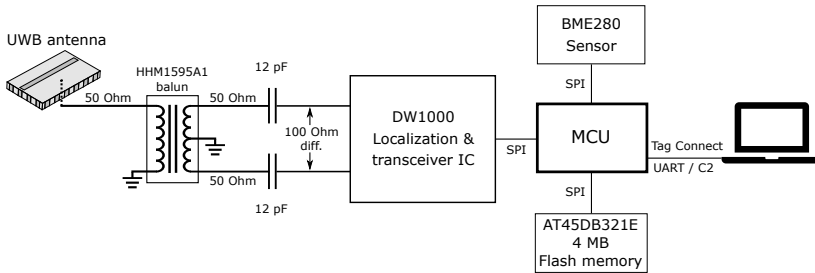 UWB antenna
HHM1595A1
balun
50 Ohm
50 Ohm
50 Ohm
12 pF
12 pF
100 Ohm
diff.
DW1000
Localization &
transceiver IC
SPI
BME280
Sensor
SPI
MCU
Tag Connect
UART / C2
SPI
AT45DB321E
4 MB
Flash memory